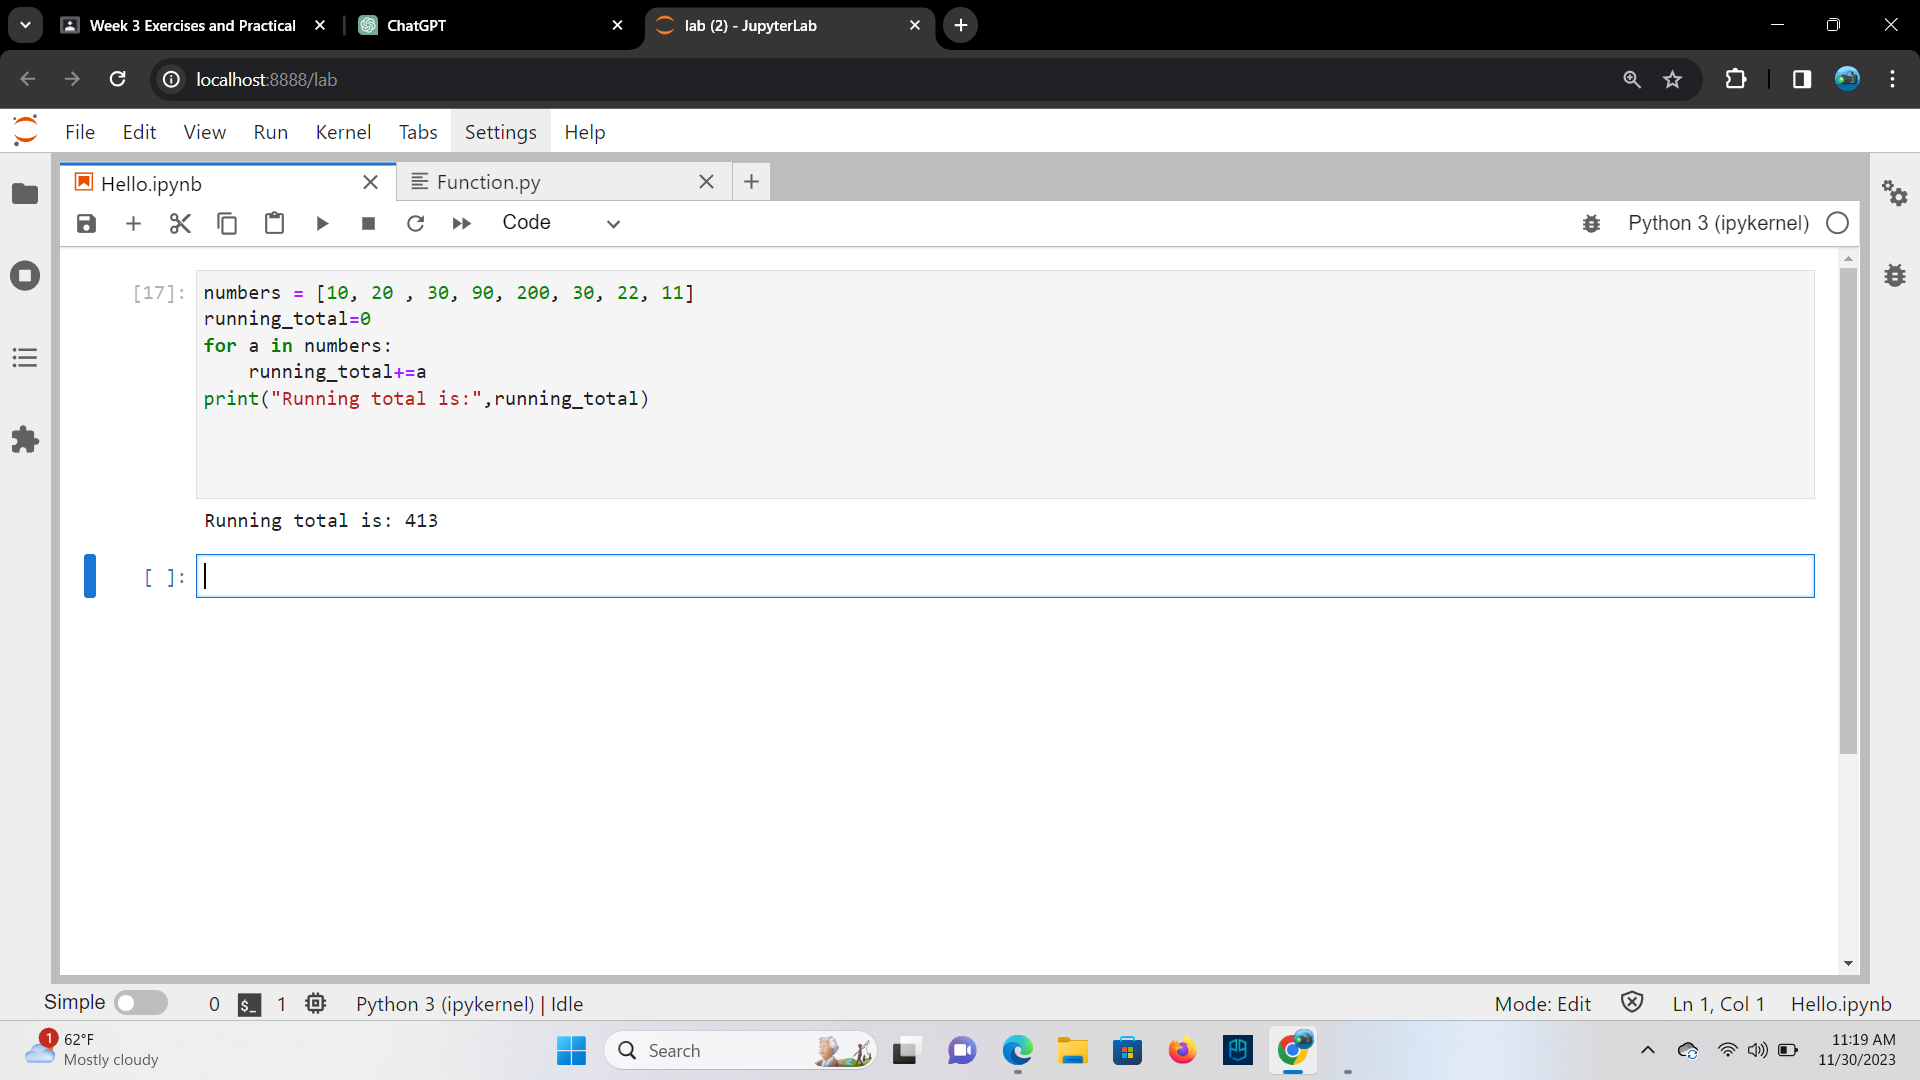 Week 3 Exercises and Practical
ChatGPT
lab (2) - JupyterLab
localhost:8888/lab
File Edit View Run Kernel Tabs Settings Help
Hello.ipynb
Function.py
Code
Python 3 (ipykernel)
[17]:
numbers = [10, 20 , 30, 90, 200, 30, 22, 11]
running_total=0
for a in numbers:
    running_total+=a
print("Running total is:",running_total)
Running total is: 413
[ ]:
Simple 0 $_ 1 Python 3 (ipykernel) | Idle
Mode: Edit Ln 1, Col 1 Hello.ipynb
1
62°F
Mostly cloudy
Search
11:19 AM
11/30/2023